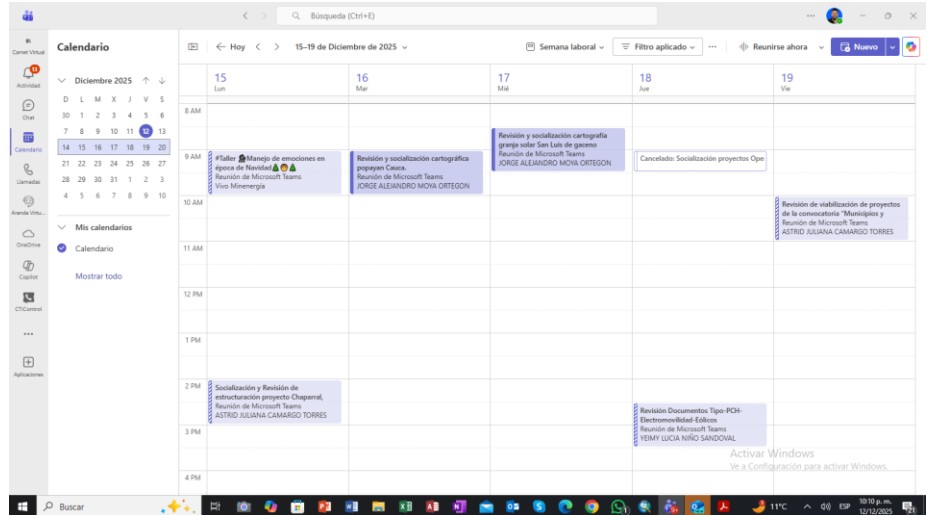 Búsqueda (Ctrl+E)
Carnet Virtual
Actividad
Chat
Calendario
Llamadas
Aranda Virtu...
OneDrive
Copilot
CTIControl
Aplicaciones
Calendario
Hoy
15–19 de Diciembre de 2025
Semana laboral
Filtro aplicado
Reunirse ahora
Nuevo
Diciembre 2025
D L M X J V S
30 1 2 3 4 5 6
7 8 9 10 11 12 13
14 15 16 17 18 19 20
21 22 23 24 25 26 27
28 29 30 31 1 2 3
4 5 6 7 8 9 10
Mis calendarios
Calendario
Mostrar todo
15
Lun
16
Mar
17
Mié
18
Jue
19
Vie
8 AM
9 AM
10 AM
11 AM
12 PM
1 PM
2 PM
3 PM
4 PM
#Taller Manejo de emociones en
época de Navidad
Reunión de Microsoft Teams
Vivo Minenergía
Socialización y Revisión de
estructuración proyecto Chaparral,
Reunión de Microsoft Teams
ASTRID JULIANA CAMARGO TORRES
Revisión y socialización cartográfica
popayan Cauca.
Reunión de Microsoft Teams
JORGE ALEJANDRO MOYA ORTEGON
Revisión y socialización cartografía
granja solar San Luis de gaceno
Reunión de Microsoft Teams
JORGE ALEJANDRO MOYA ORTEGON
Cancelado: Socialización proyectos Ope
Revisión Documentos Tipo-PCH-
Electromovilidad-Eólicos
Reunión de Microsoft Teams
YEIMY LUCIA NIÑO SANDOVAL
Revisión de viabilización de proyectos
de la convocatoria "Municipios y
Reunión de Microsoft Teams
ASTRID JULIANA CAMARGO TORRES
Activar Windows
Ve a Configuración para activar Windows.
Buscar
11°C
ESP
10:10 p. m.
12/12/2025